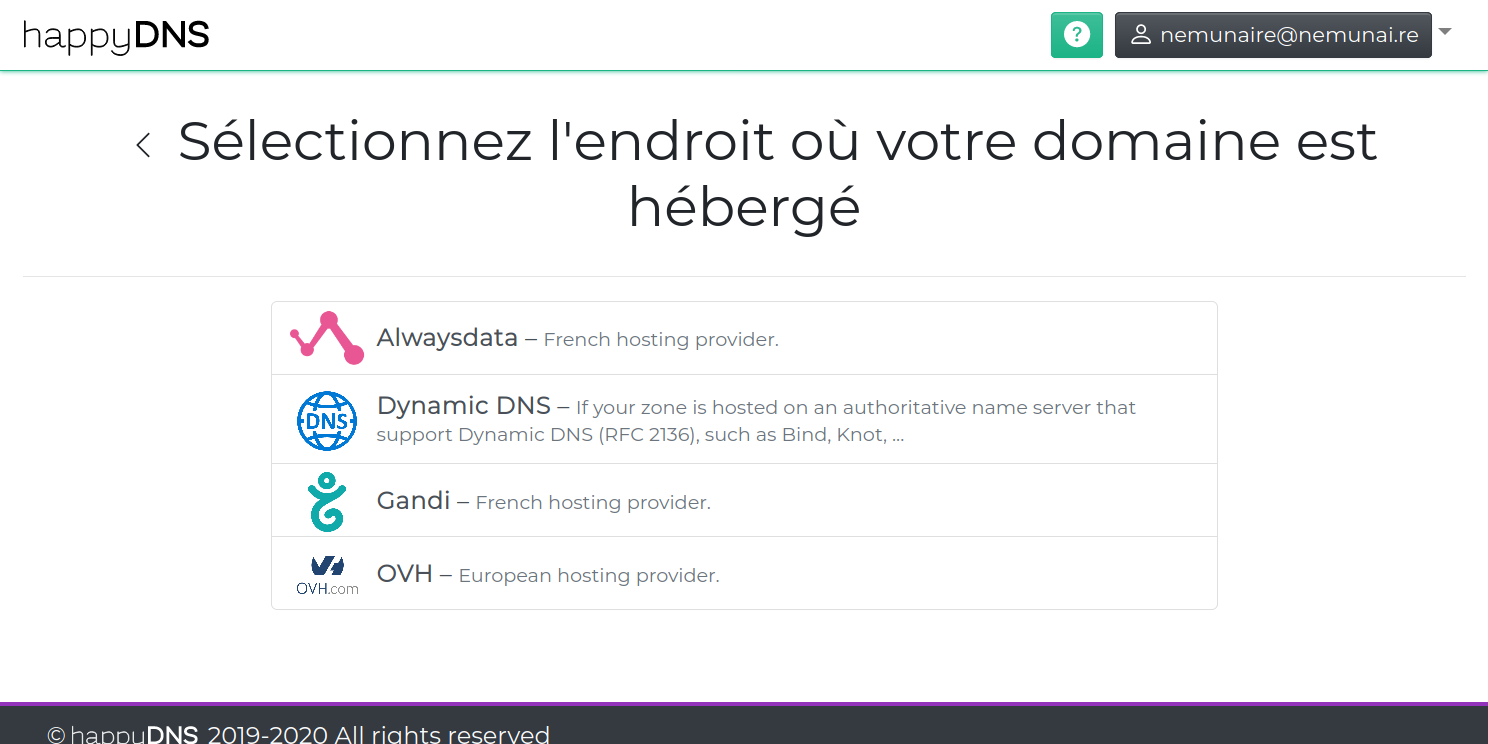 happyDNS
? nemunaire@nemunai.re
Sélectionnez l'endroit où votre domaine est
hébergé
Alwaysdata – French hosting provider.
DNS
Dynamic DNS – If your zone is hosted on an authoritative name server that
support Dynamic DNS (RFC 2136), such as Bind, Knot, ...
Gandi – French hosting provider.
OVH.com
OVH – European hosting provider.
© happyDNS 2019-2020 All rights reserved